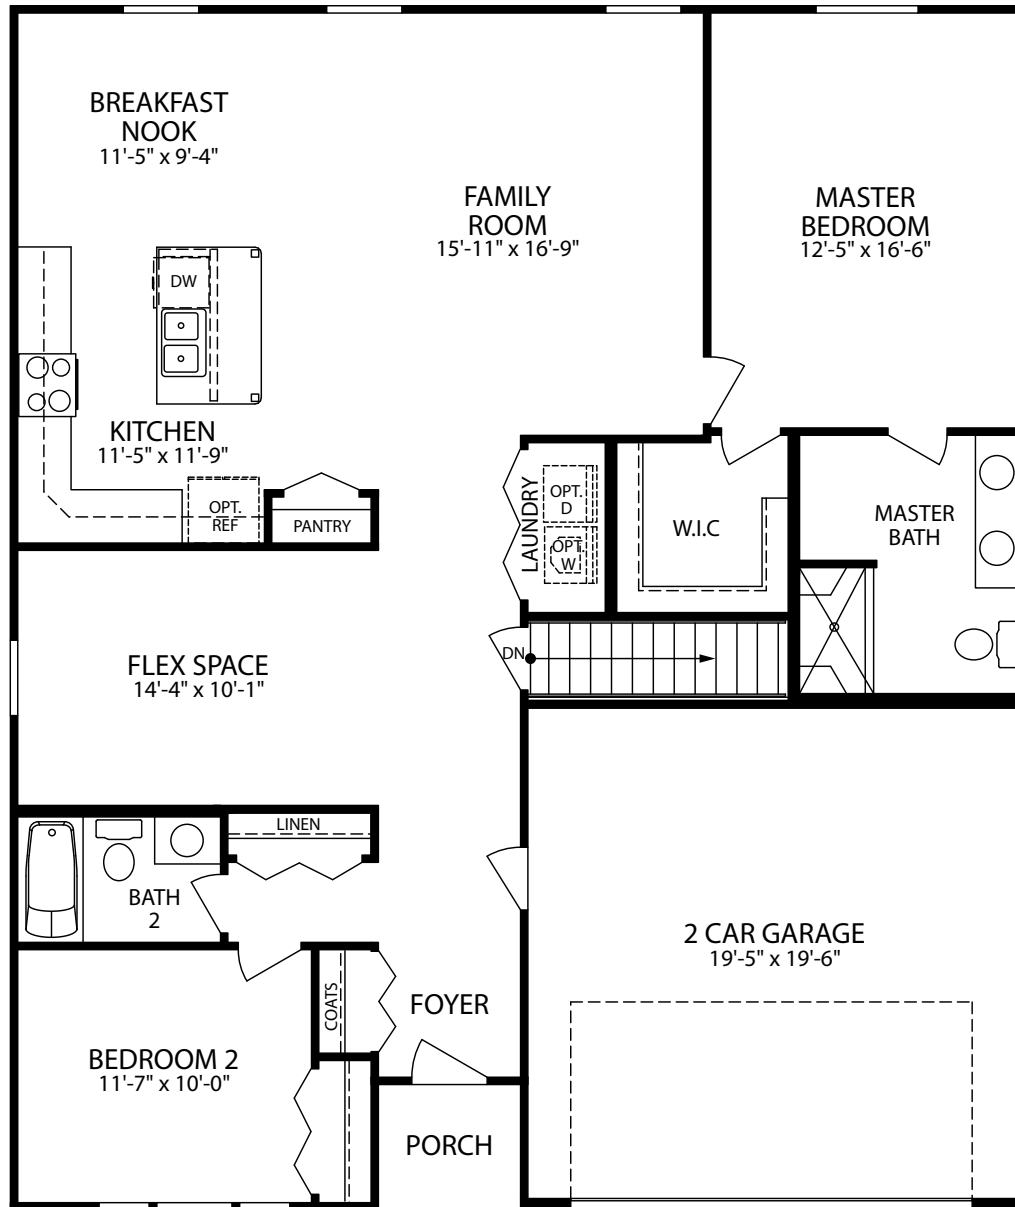 BREAKFAST
NOOK
11'-5" x 9'-4"
FAMILY
ROOM
15'-11" x 16'-9"
MASTER
BEDROOM
12'-5" x 16'-6"
DW
KITCHEN
11'-5" x 11'-9"
OPT.
REF
PANTRY
LAUNDRY
OPT.
D
OPT.
W
W.I.C
MASTER
BATH
FLEX SPACE
14'-4" x 10'-1"
DN
LINEN
BATH
2
2 CAR GARAGE
19'-5" x 19'-6"
COATS
FOYER
BEDROOM 2
11'-7" x 10'-0"
PORCH